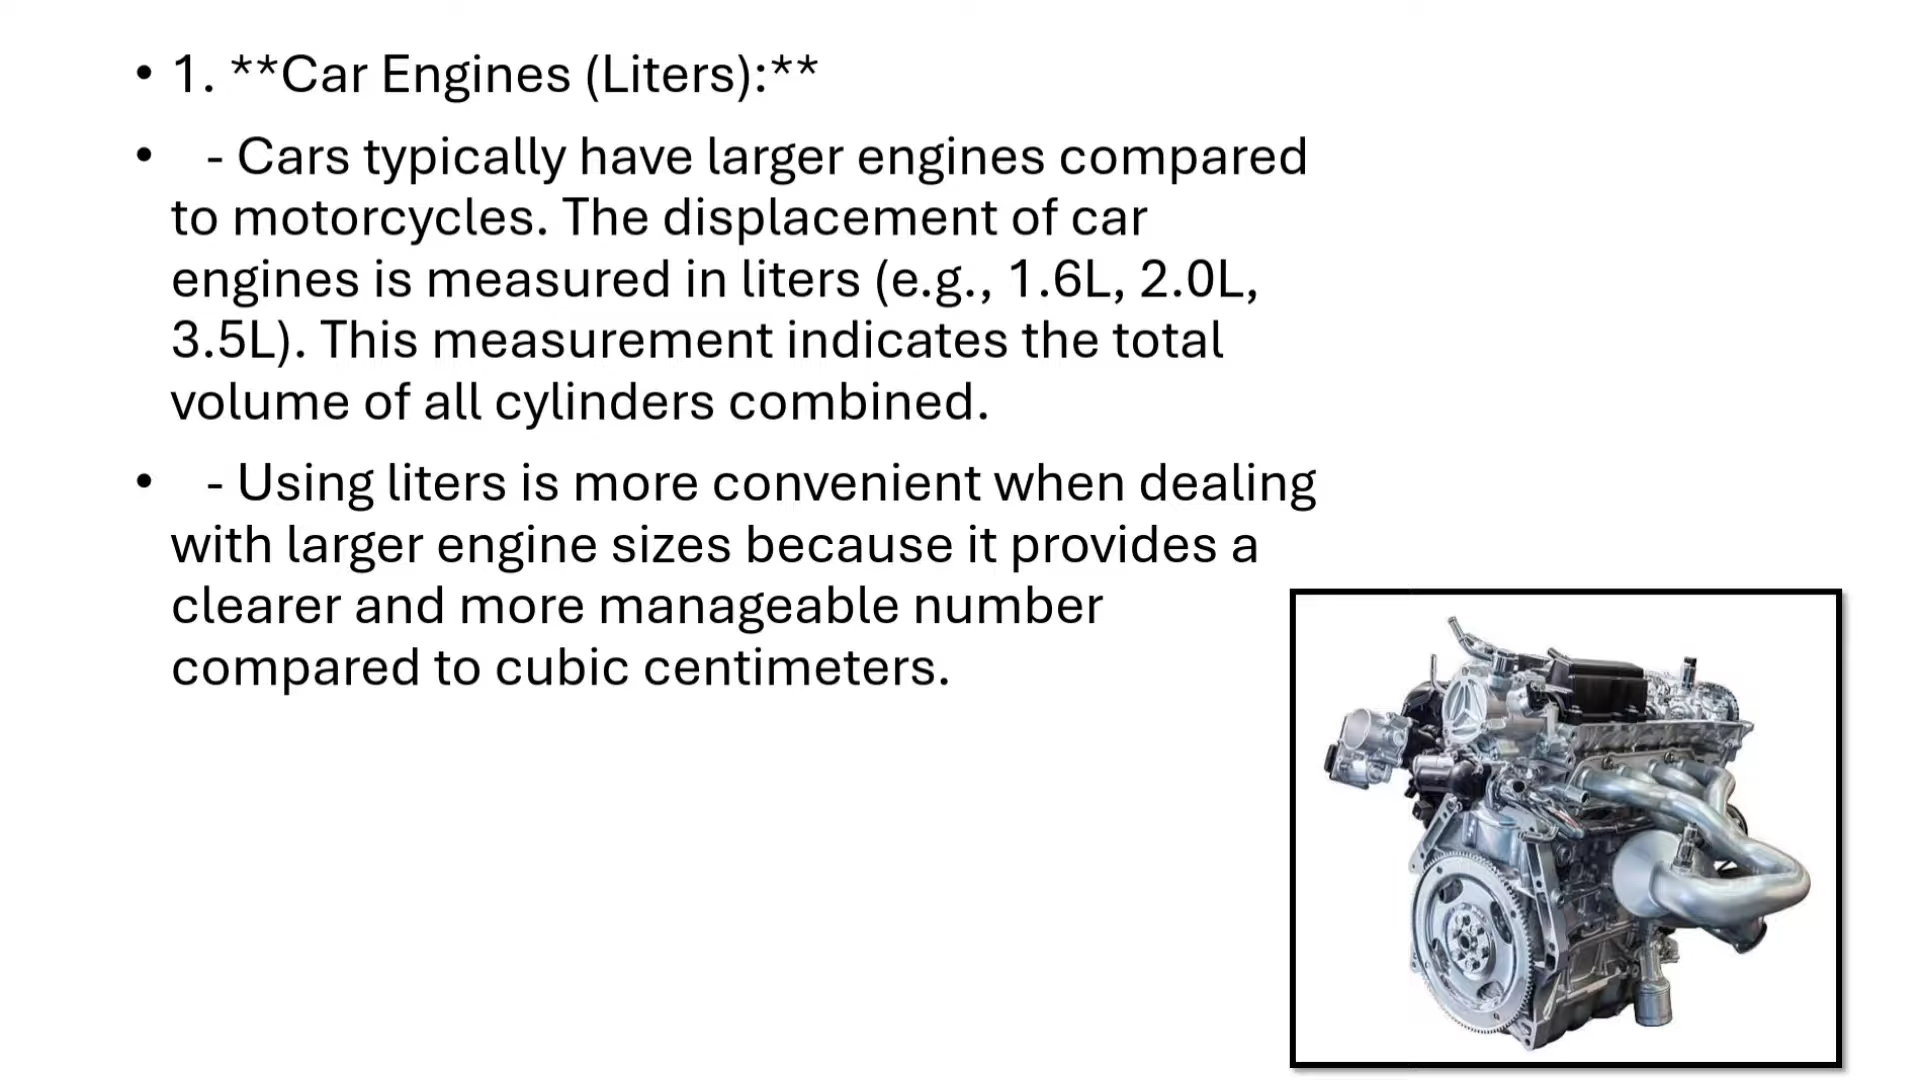 • 1. **Car Engines (Liters):**
• - Cars typically have larger engines compared
to motorcycles. The displacement of car
engines is measured in liters (e.g., 1.6L, 2.0L,
3.5L). This measurement indicates the total
volume of all cylinders combined.
• - Using liters is more convenient when dealing
with larger engine sizes because it provides a
clearer and more manageable number
compared to cubic centimeters.